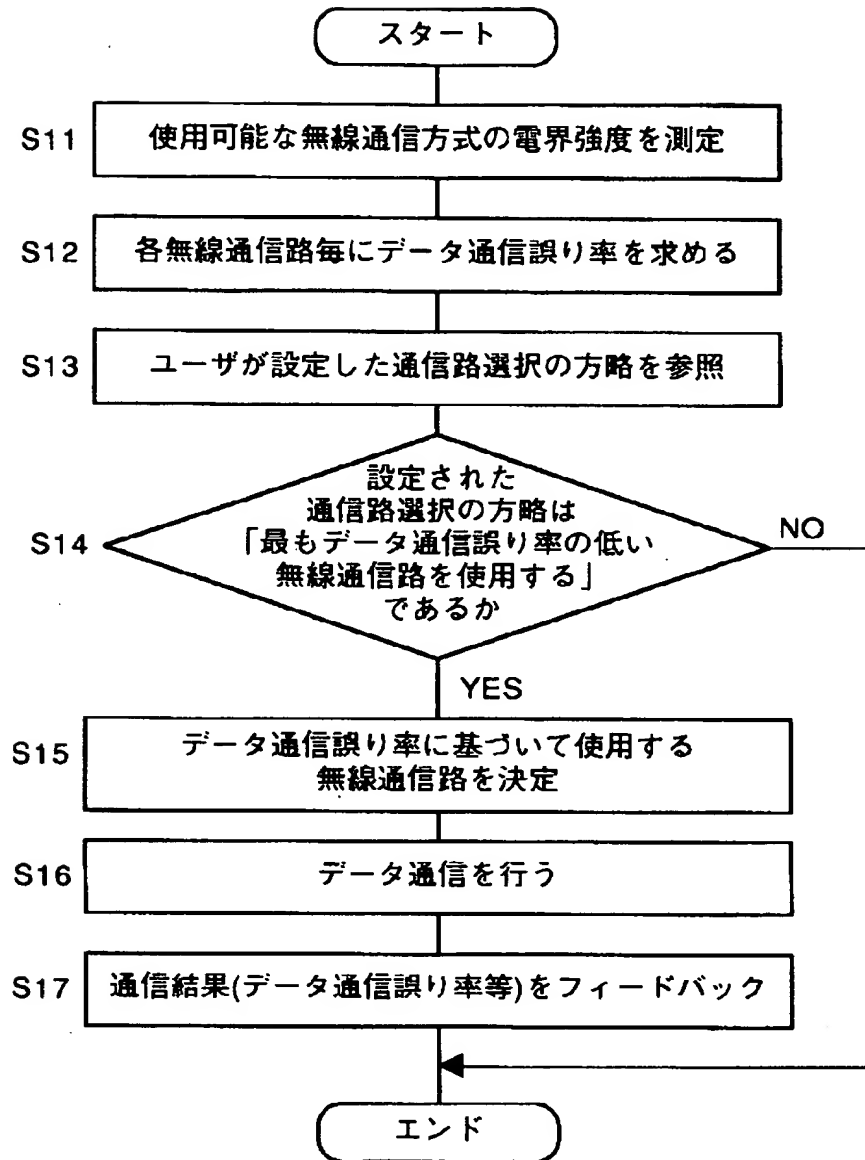 スタート
S11
使用可能な無線通信方式の電界強度を測定
S12
各無線通信路毎にデータ通信誤り率を求める
S13
ユーザが設定した通信路選択の方略を参照
設定された
通信路選択の方略は
S14
「最もデータ通信誤り率の低い
NO
無線通信路を使用する」
であるか
YES
S15
データ通信誤り率に基づいて使用する
無線通信路を決定
S16
データ通信を行う
S17
通信結果(データ通信誤り率等)をフィードバック
エンド